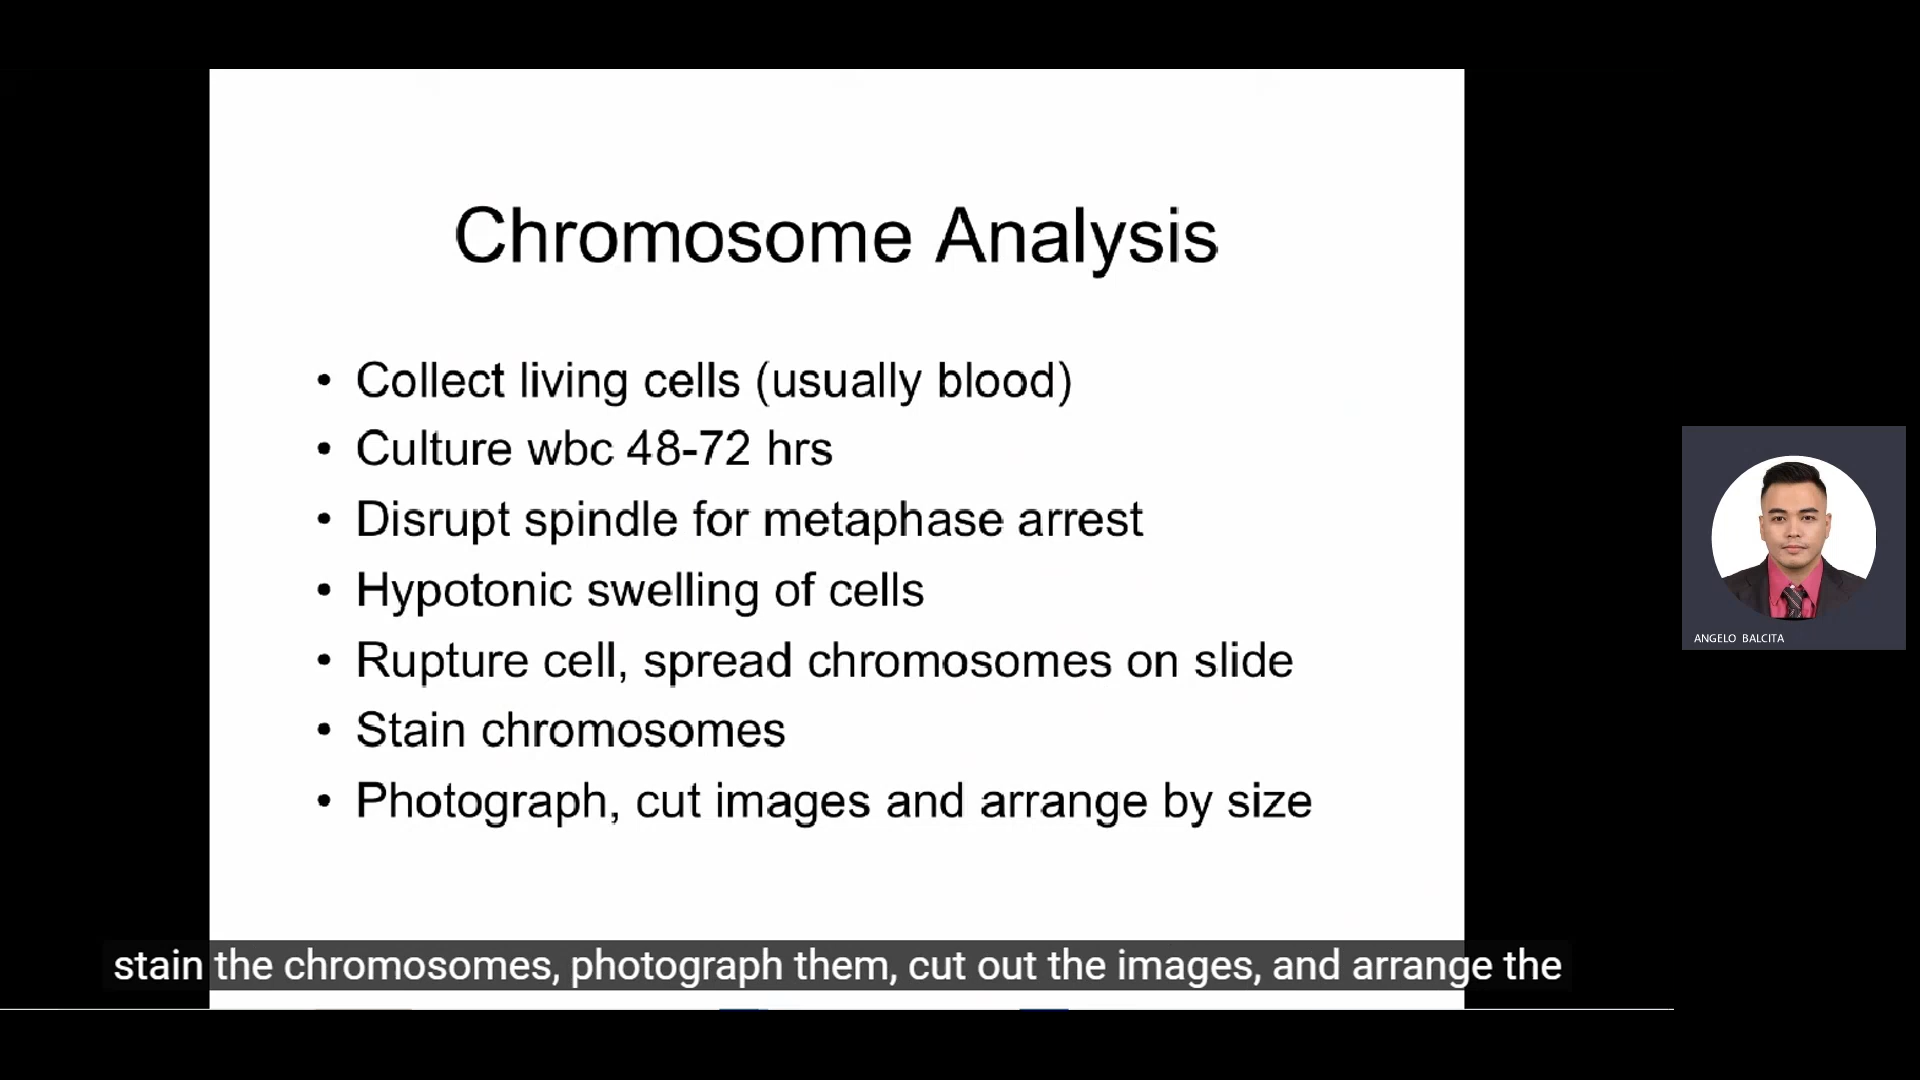 Chromosome Analysis
• Collect living cells (usually blood)
• Culture wbc 48-72 hrs
• Disrupt spindle for metaphase arrest
• Hypotonic swelling of cells
• Rupture cell, spread chromosomes on slide
• Stain chromosomes
• Photograph, cut images and arrange by size
ANGELO BALCITA
stain the chromosomes, photograph them, cut out the images, and arrange the